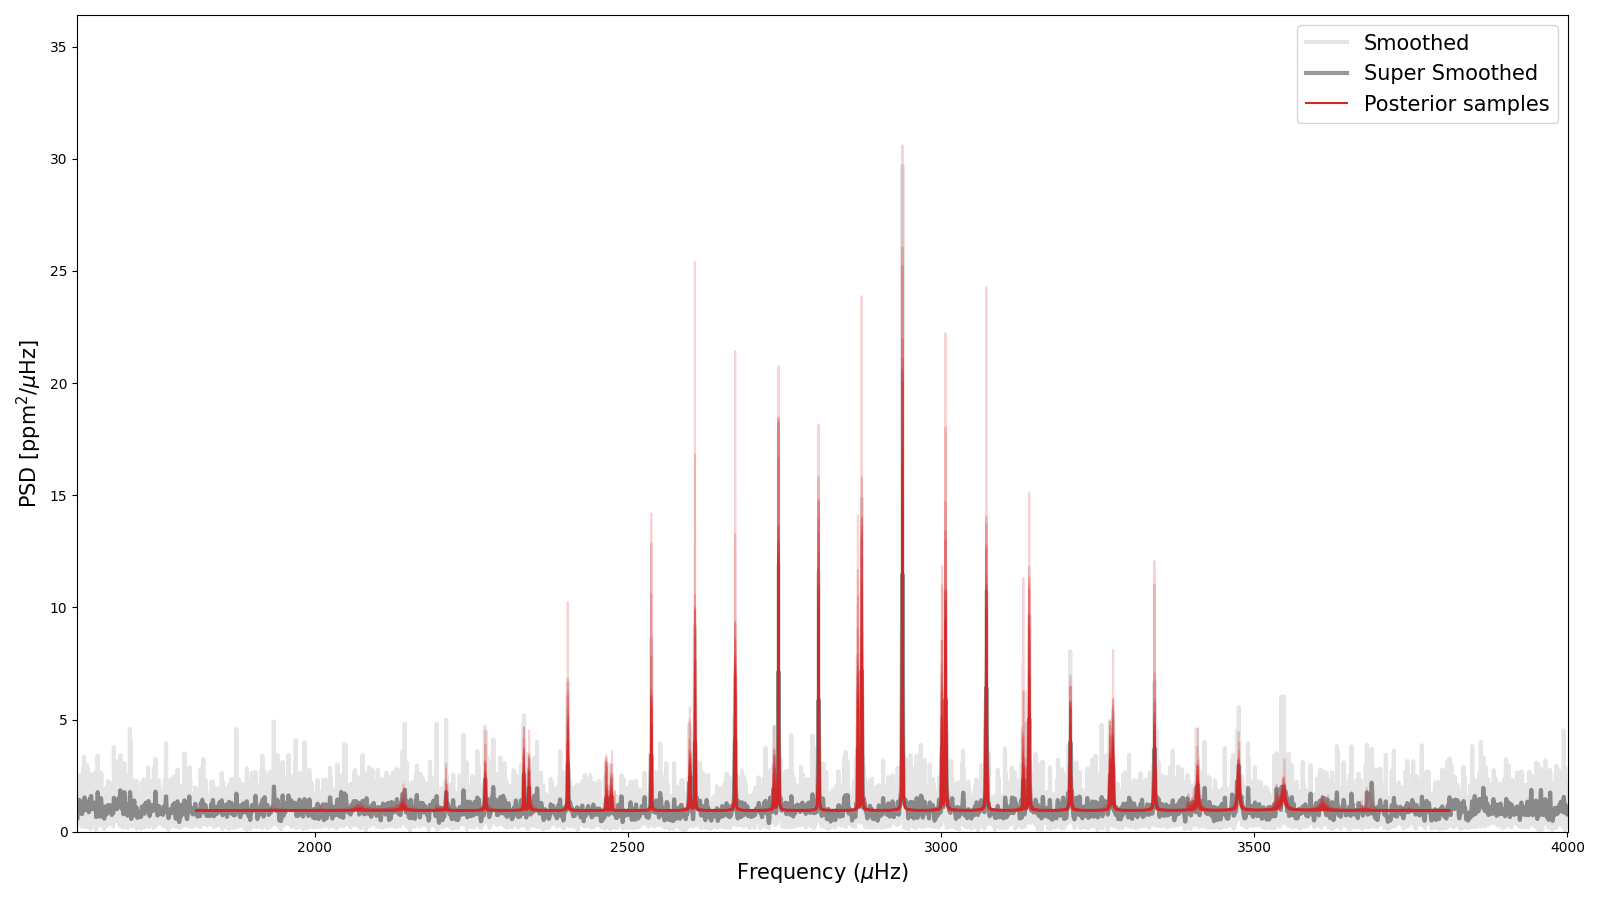 35
30
25
20
15
10
5
0
PSD [ppm²/μHz]
Smoothed
Super Smoothed
Posterior samples
2000 2500 3000 3500 4000
Frequency (μHz)